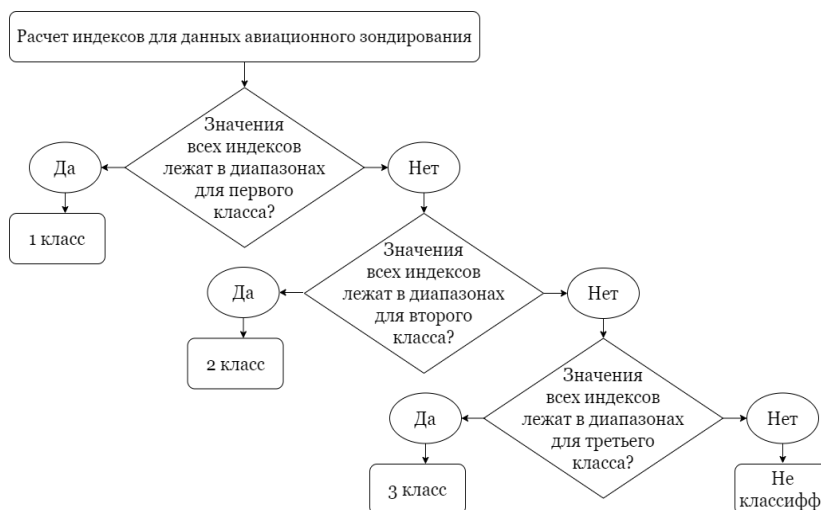 Расчет индексов для данных авиационного зондирования
Значения
всех индексов
лежат в диапазонах
для первого
класса?
Да
Нет
1 класс
Значения
всех индексов
лежат в диапазонах
для второго
класса?
Да
Нет
2 класс
Значения
всех индексов
лежат в диапазонах
для третьего
класса?
Да
Нет
3 класс
Не